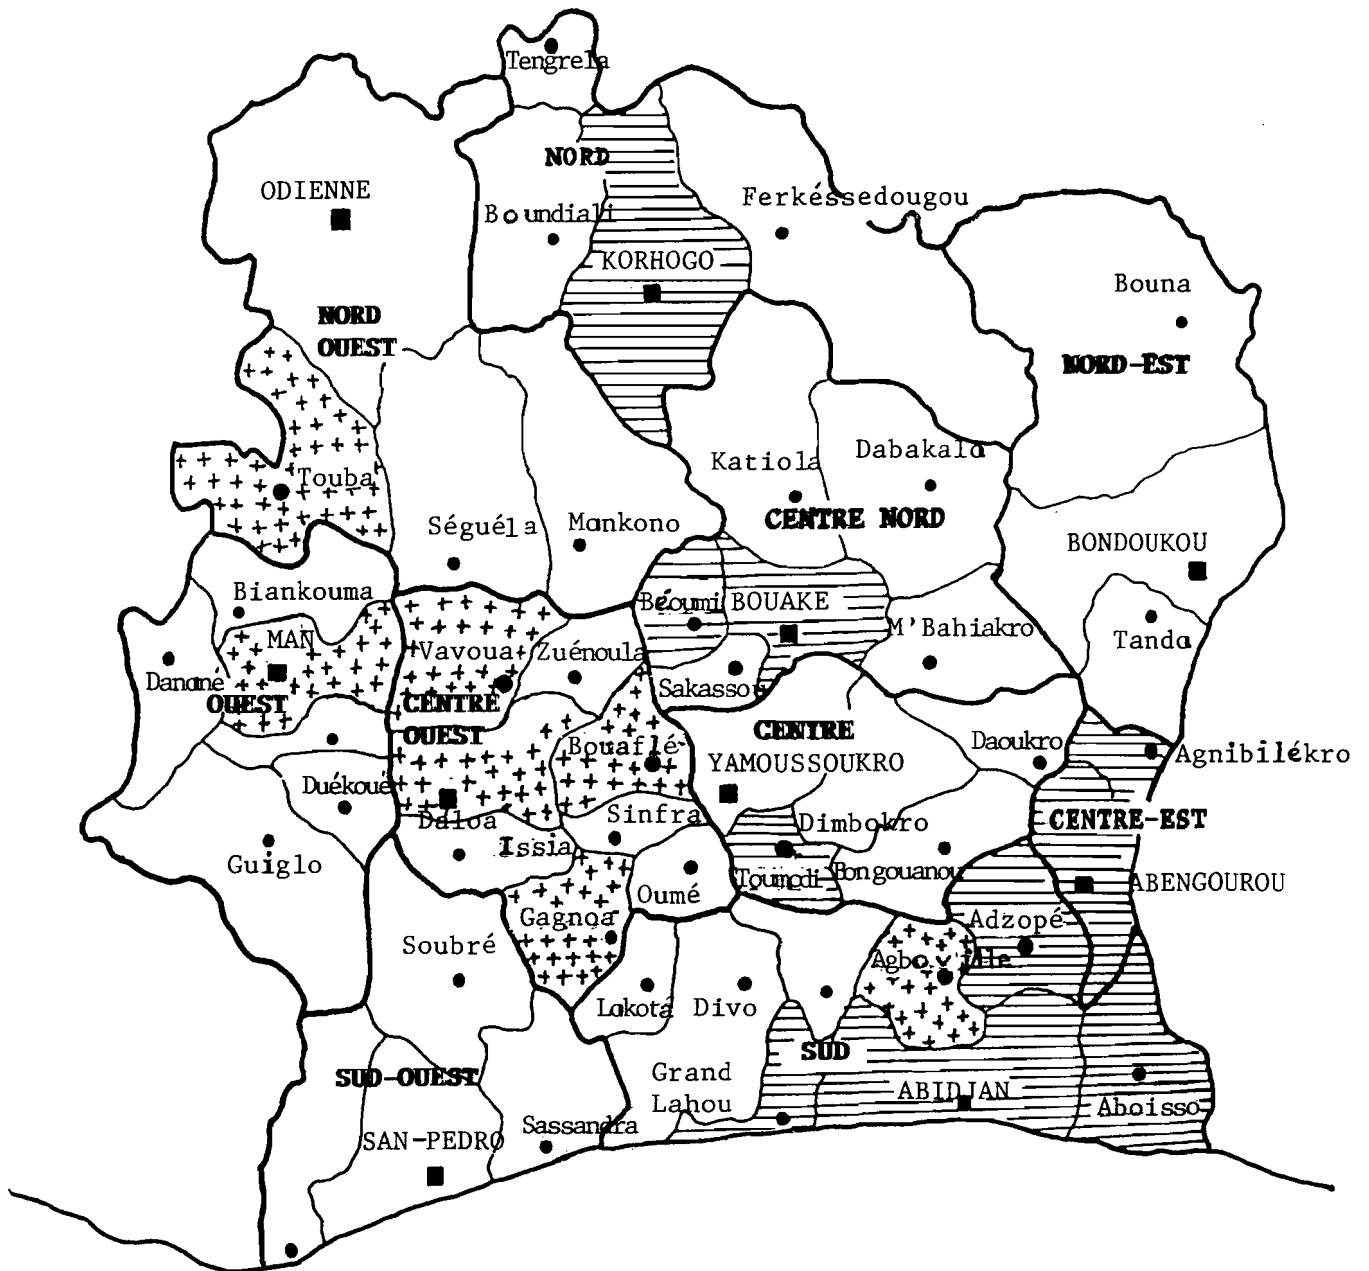 Tengrela
NORD
ODIENNE
Ferkéssedougou
Boundiali
KORHOGO
Bouna
NORD
OUEST
NORD-EST
Katiola
Dabakala
Touba
Séguéla
Mankono
CENTRE NORD
BONDOUKOU
Biankouma
Béoumi
BOUAKE
MAN
M'Bahiakro
Tanda
Vavoua
Zuénoula
Danané
Sakassou
OUEST
CENTRE
OUEST
CENTRE
Bouaflé
Daoukro
Agnibilékro
YAMOUSSOUKRO
Duékoué
Daloa
Sinfra
Dimbokro
CENTRE-EST
Issia
Guiglo
Oumé
Toumodi
Bongouanou
ABENGOUROU
Gagnoa
Adzopé
Soubré
Agboville
Lakota
Divo
SUD
SUD-OUEST
Grand
Lahou
ABIDJAN
Aboisso
Sassandra
SAN-PEDRO